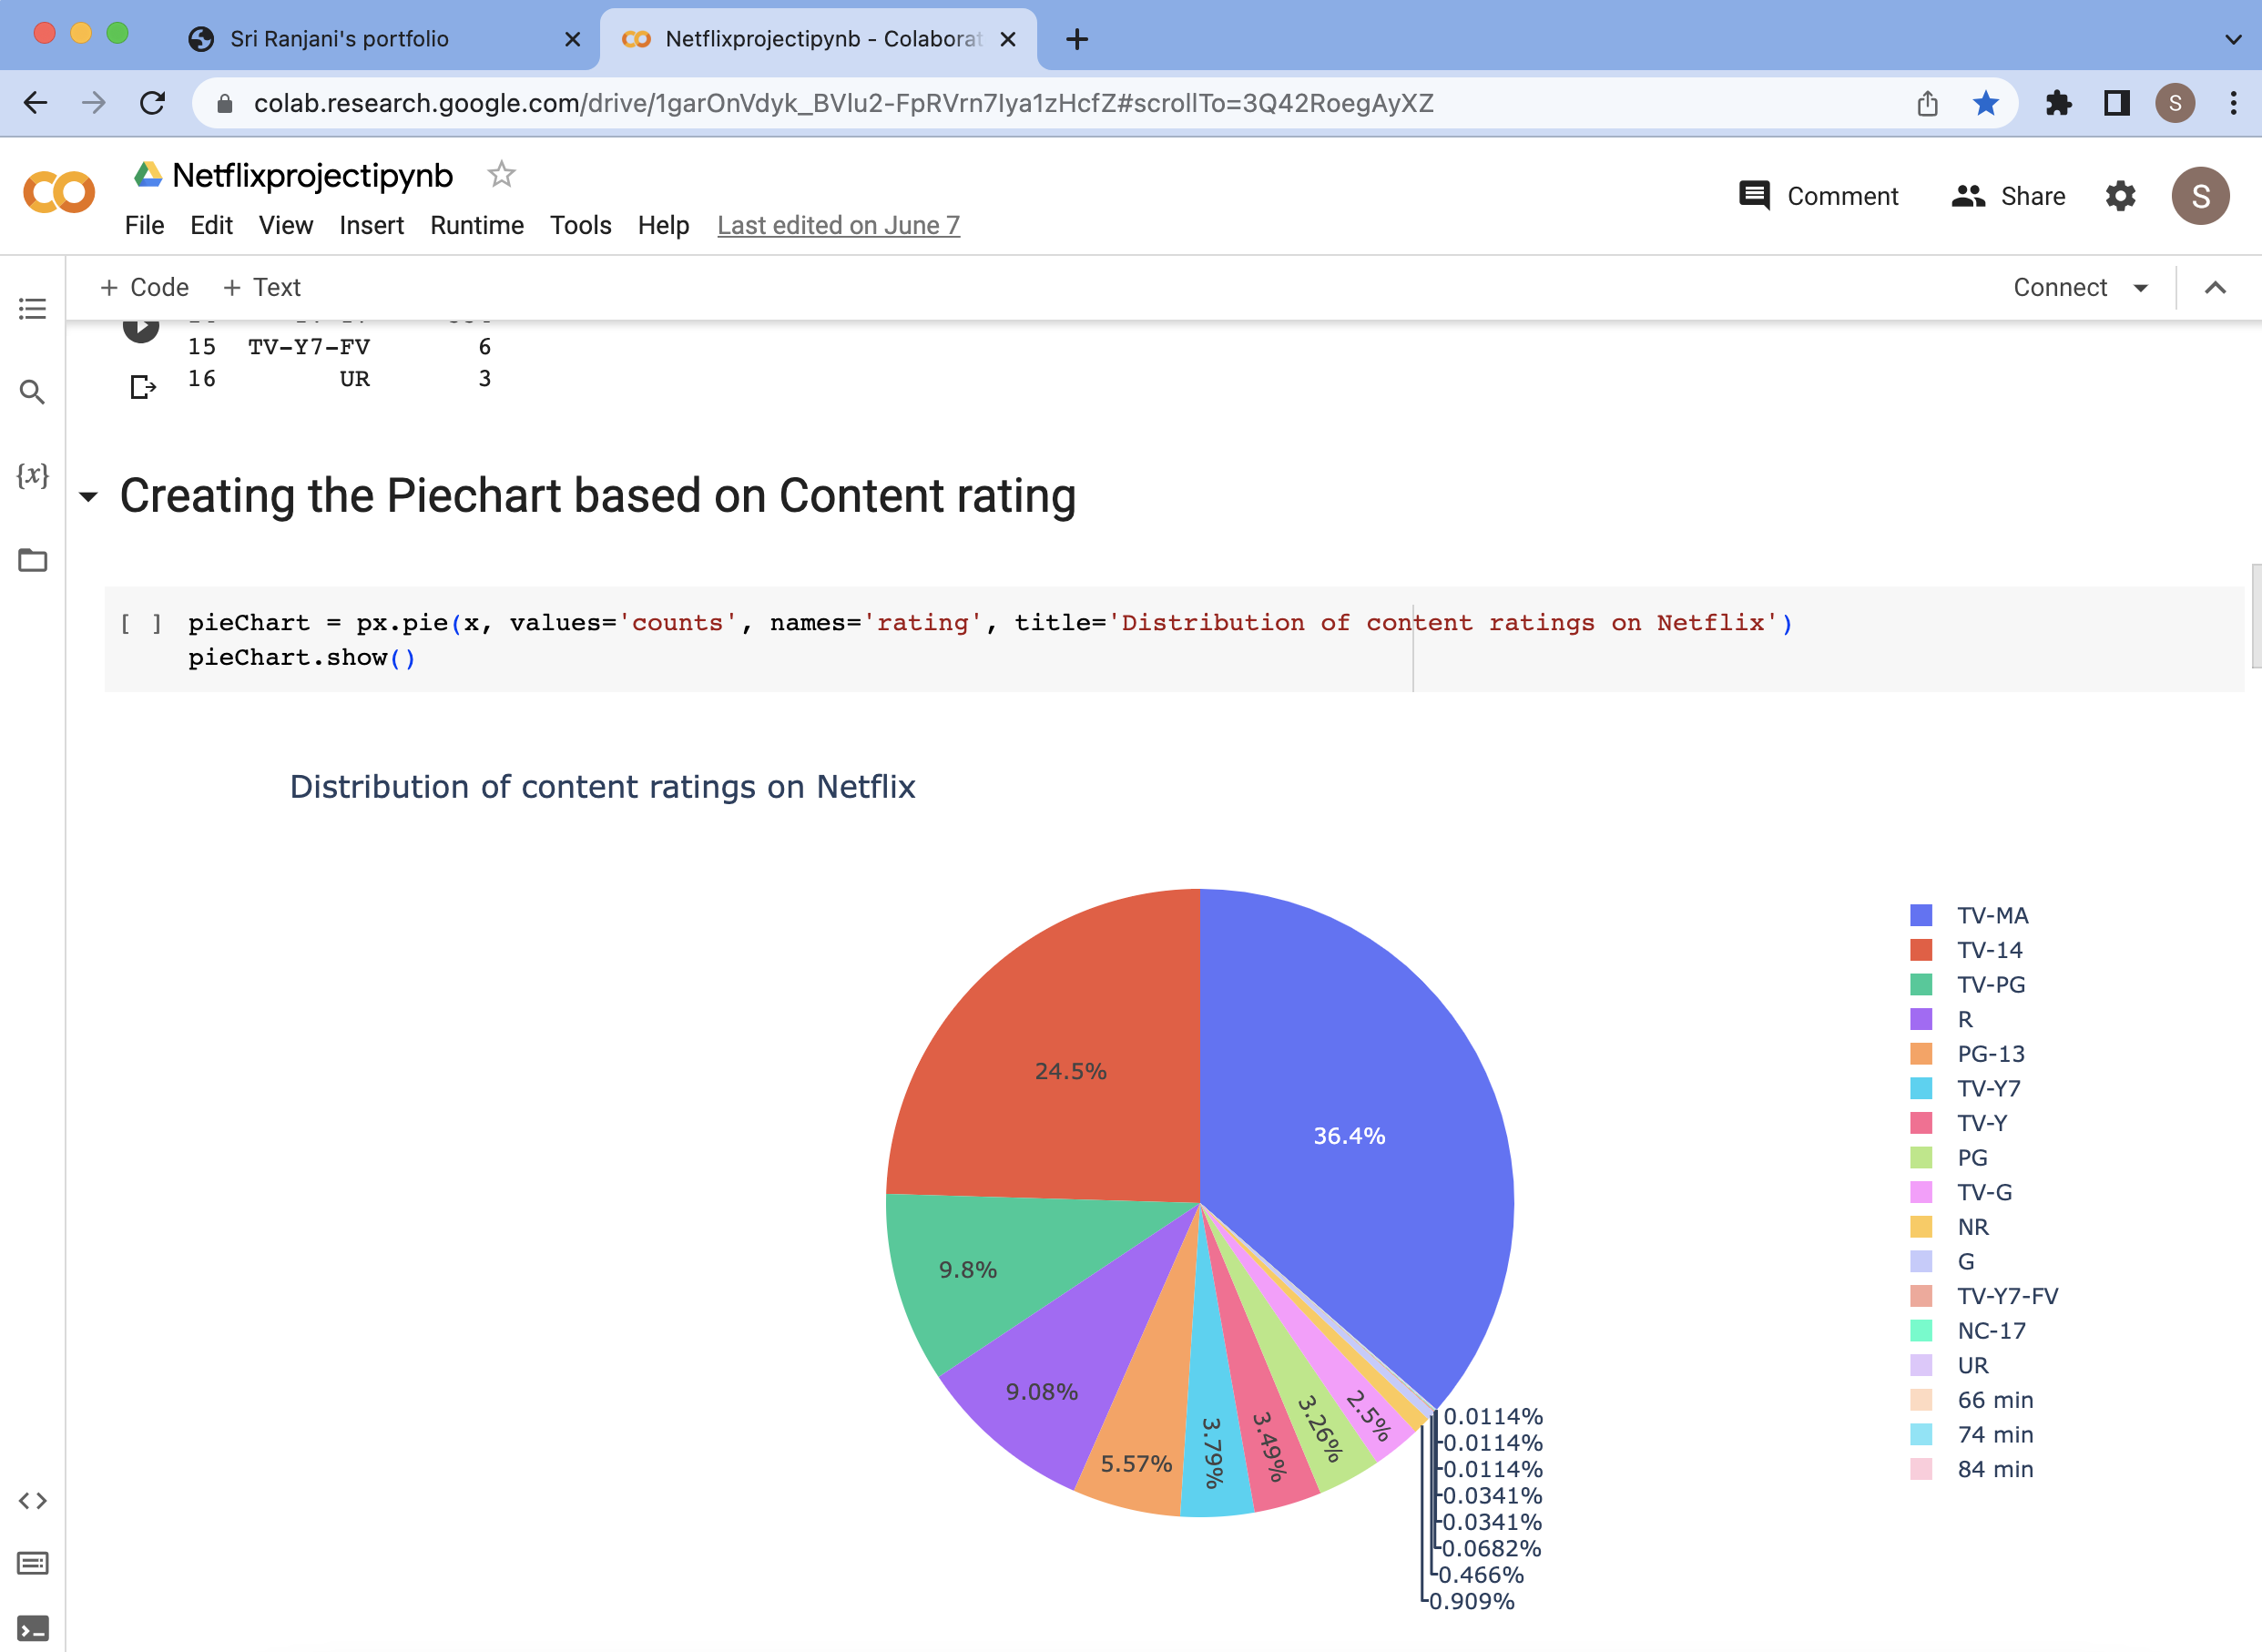 Sri Ranjani's portfolio
Netflixprojectipynb - Colaborat
colab.research.google.com/drive/1garOnVdyk_BVlu2-FpRVrn7Iya1zHcfZ#scrollTo=3Q42RoegAyXZ
S
Netflixprojectipynb
Comment
Share
S
File Edit View Insert Runtime Tools Help Last edited on June 7
+ Code + Text
Connect
15 TV-Y7-FV 6
16 UR 3
{x}
Creating the Piechart based on Content rating
[ ] pieChart = px.pie(x, values='counts', names='rating', title='Distribution of content ratings on Netflix')
pieChart.show()
Distribution of content ratings on Netflix
36.4%
24.5%
9.8%
9.08%
5.57%
3.79%
3.49%
3.26%
2.5%
0.0114%
0.0114%
0.0114%
0.0341%
0.0341%
0.0682%
0.466%
0.909%
TV-MA
TV-14
TV-PG
R
PG-13
TV-Y7
TV-Y
PG
TV-G
NR
G
TV-Y7-FV
NC-17
UR
66 min
74 min
84 min